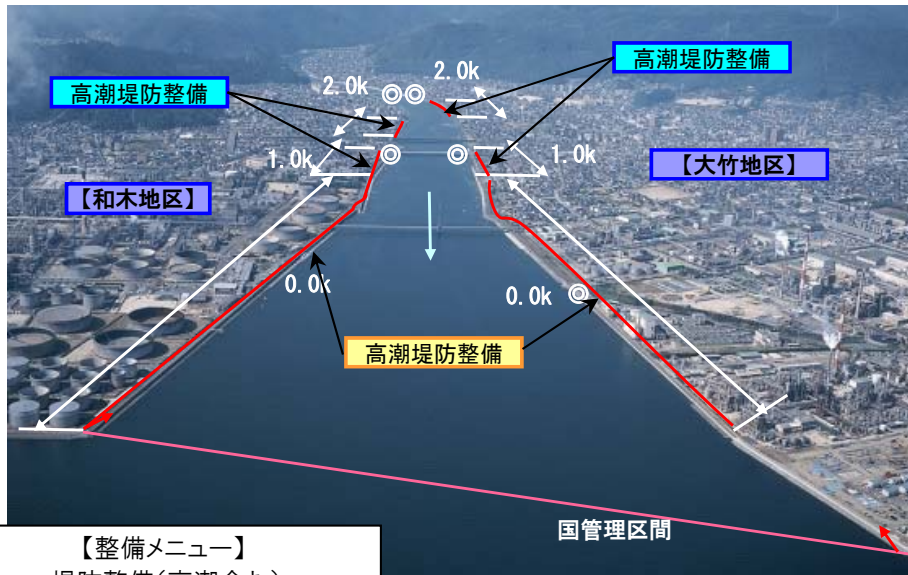 高潮堤防整備
高潮堤防整備
2.0k
2.0k
1.0k
1.0k
【和木地区】
【大竹地区】
0.0k
0.0k
高潮堤防整備
国管理区間
【整備メニュー】